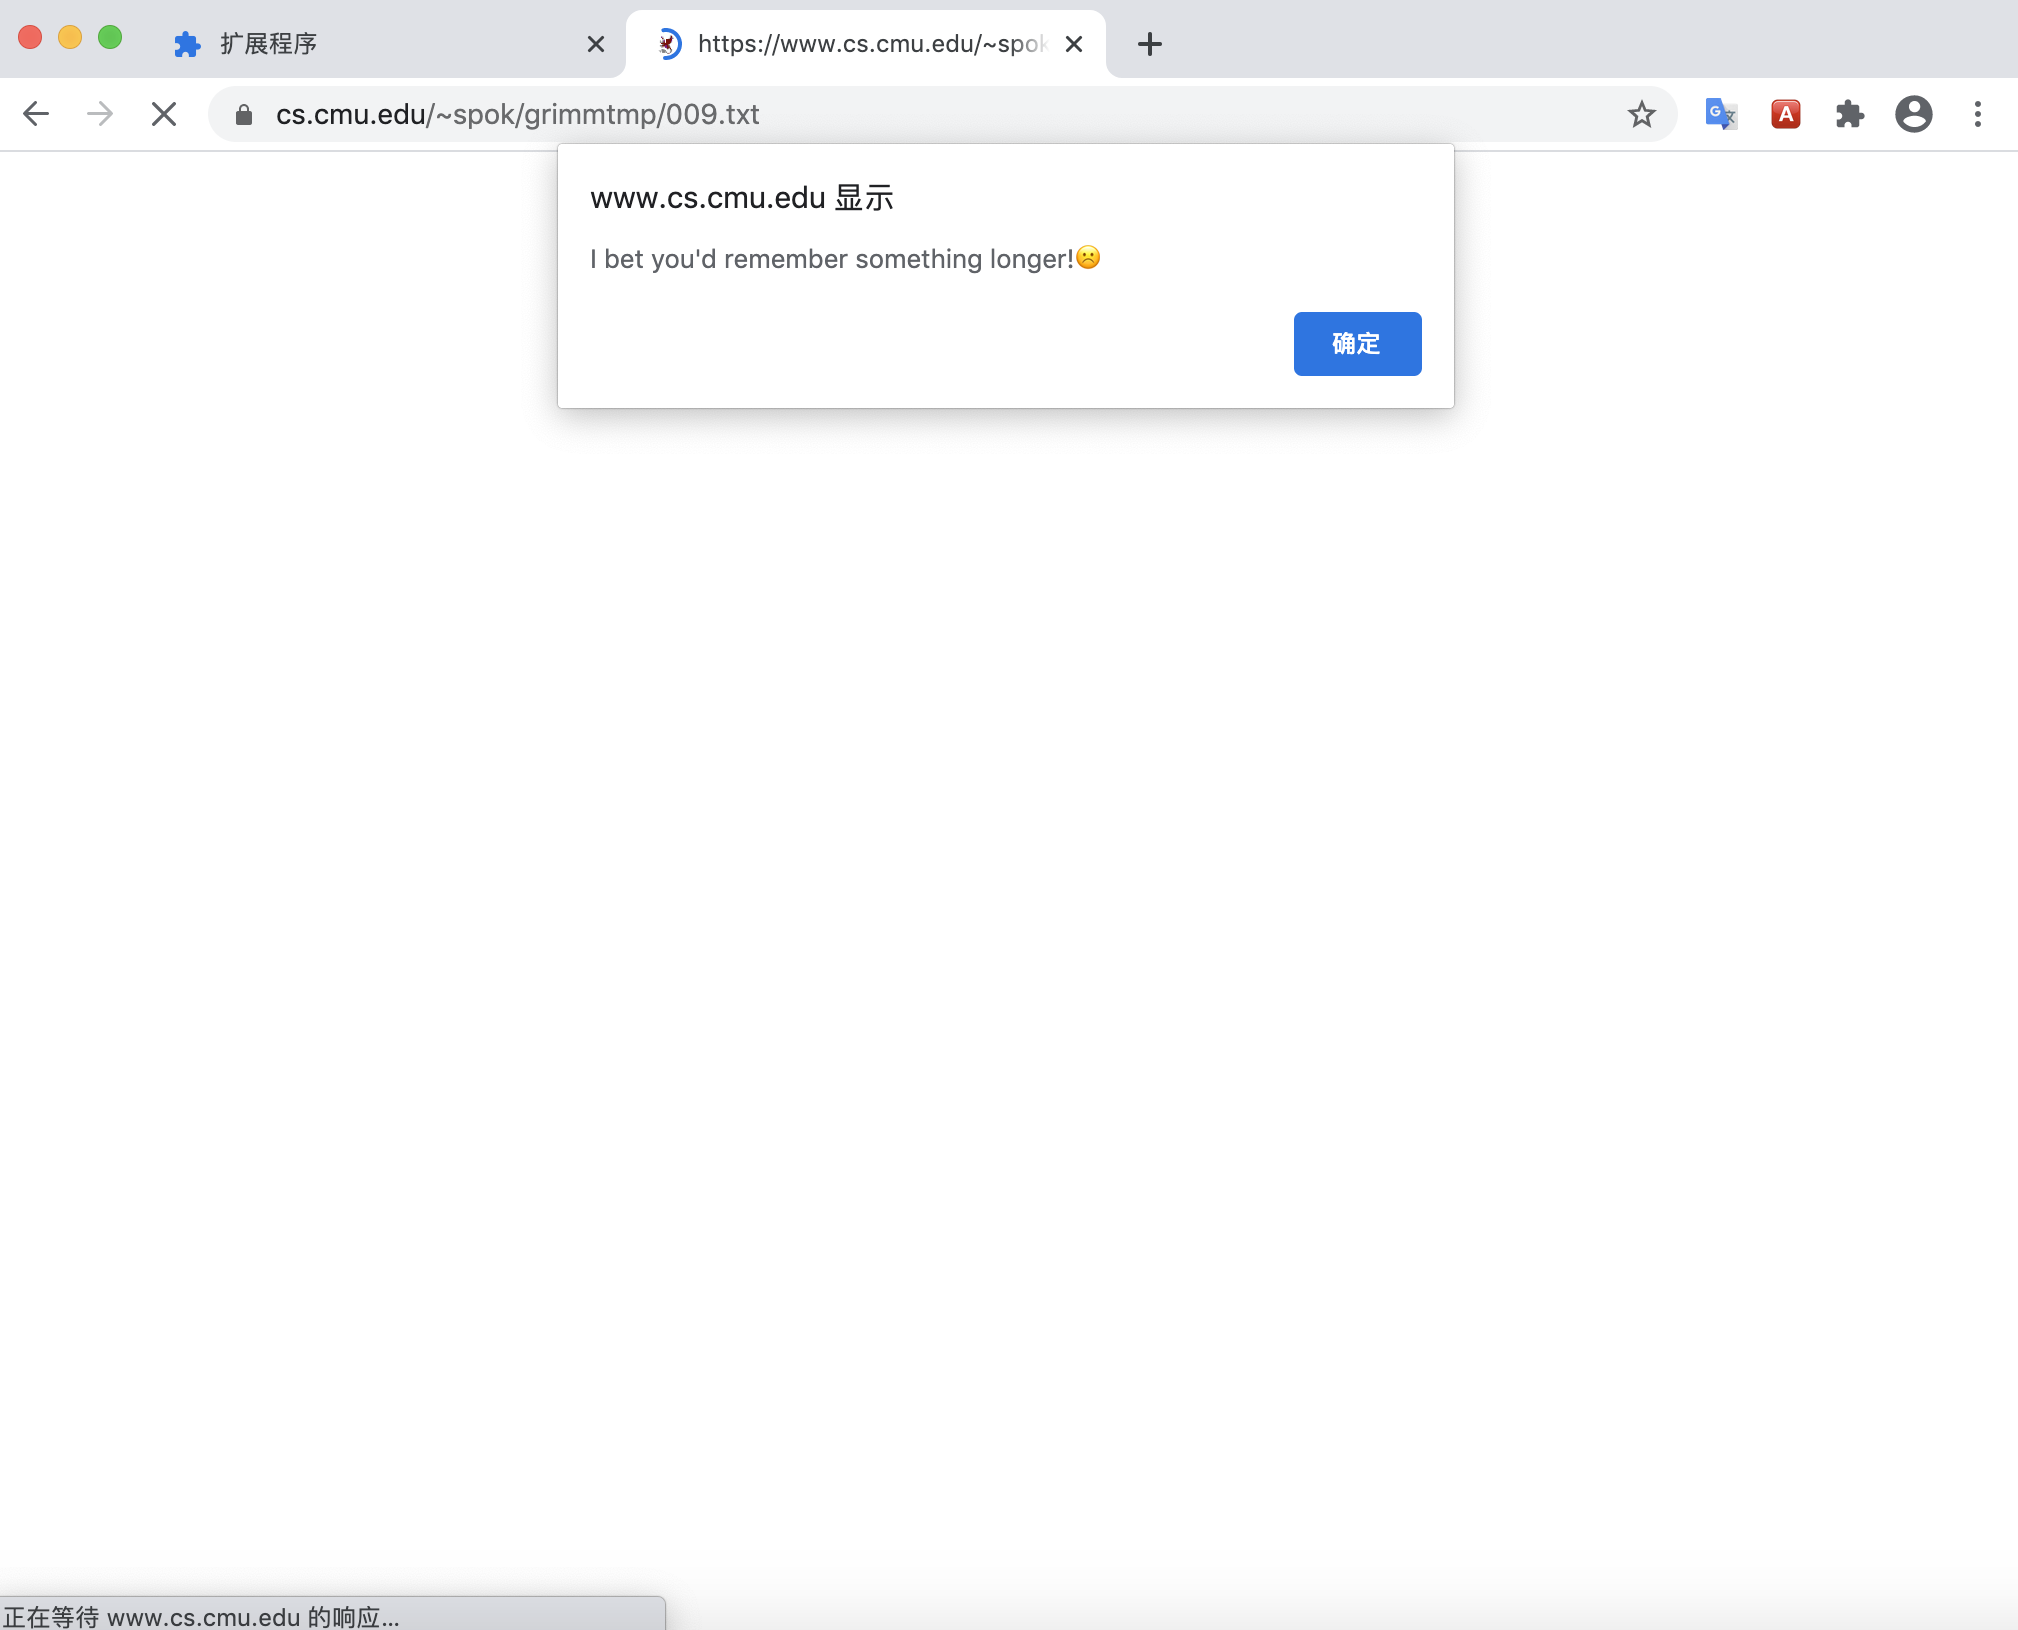 扩展程序
https://www.cs.cmu.edu/~spok
cs.cmu.edu/~spok/grimmtmp/009.txt
G 文
A
www.cs.cmu.edu 显示
I bet you'd remember something longer!☹️
确定
正在等待 www.cs.cmu.edu 的响应...